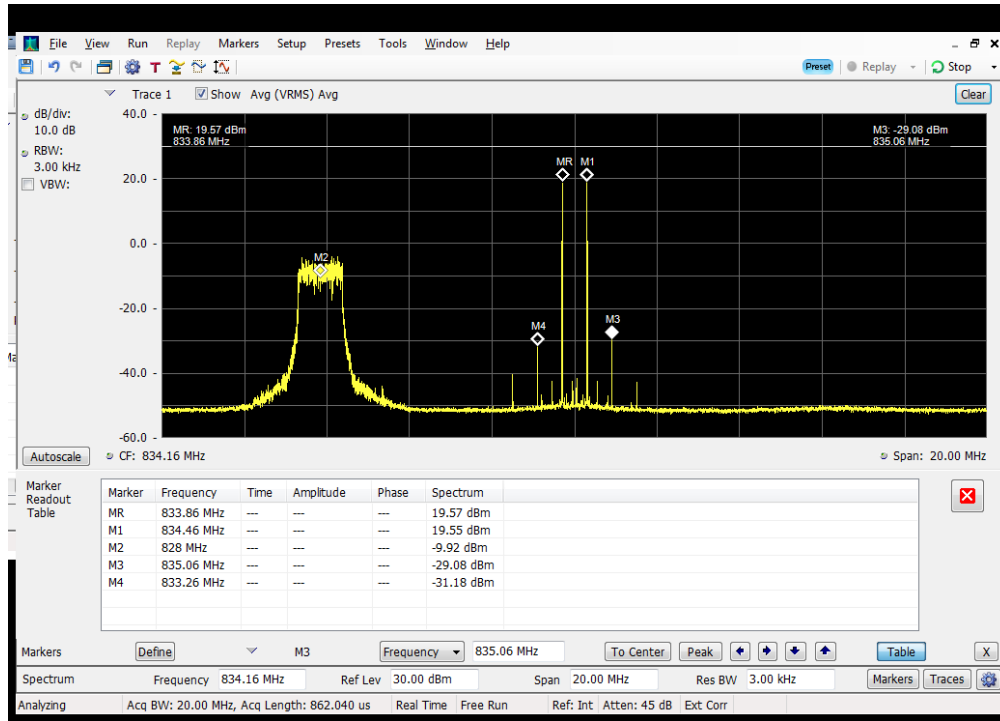 File View Run Replay Markers Setup Presets Tools Window Help
T Preset Replay Stop
Trace 1 Show Avg (VRMS) Avg Clear
dB/div:
10.0 dB
RBW:
3.00 kHz
VBW:
40.0
20.0
0.0
-20.0
-40.0
-60.0
MR: 19.57 dBm
833.86 MHz
M3: -29.08 dBm
835.06 MHz
MR M1
M2
M4 M3
Autoscale CF: 834.16 MHz Span: 20.00 MHz
Marker
Readout
Table
Marker Frequency Time Amplitude Phase Spectrum
MR 833.86 MHz --- --- --- 19.57 dBm
M1 834.46 MHz --- --- --- 19.55 dBm
M2 828 MHz --- --- --- -9.92 dBm
M3 835.06 MHz --- --- --- -29.08 dBm
M4 833.26 MHz --- --- --- -31.18 dBm
Markers Define M3 Frequency 835.06 MHz To Center Peak Table X
Spectrum Frequency 834.16 MHz Ref Lev 30.00 dBm Span 20.00 MHz Res BW 3.00 kHz Markers Traces
Analyzing Acq BW: 20.00 MHz, Acq Length: 862.040 us Real Time Free Run Ref: Int Atten: 45 dB Ext Corr